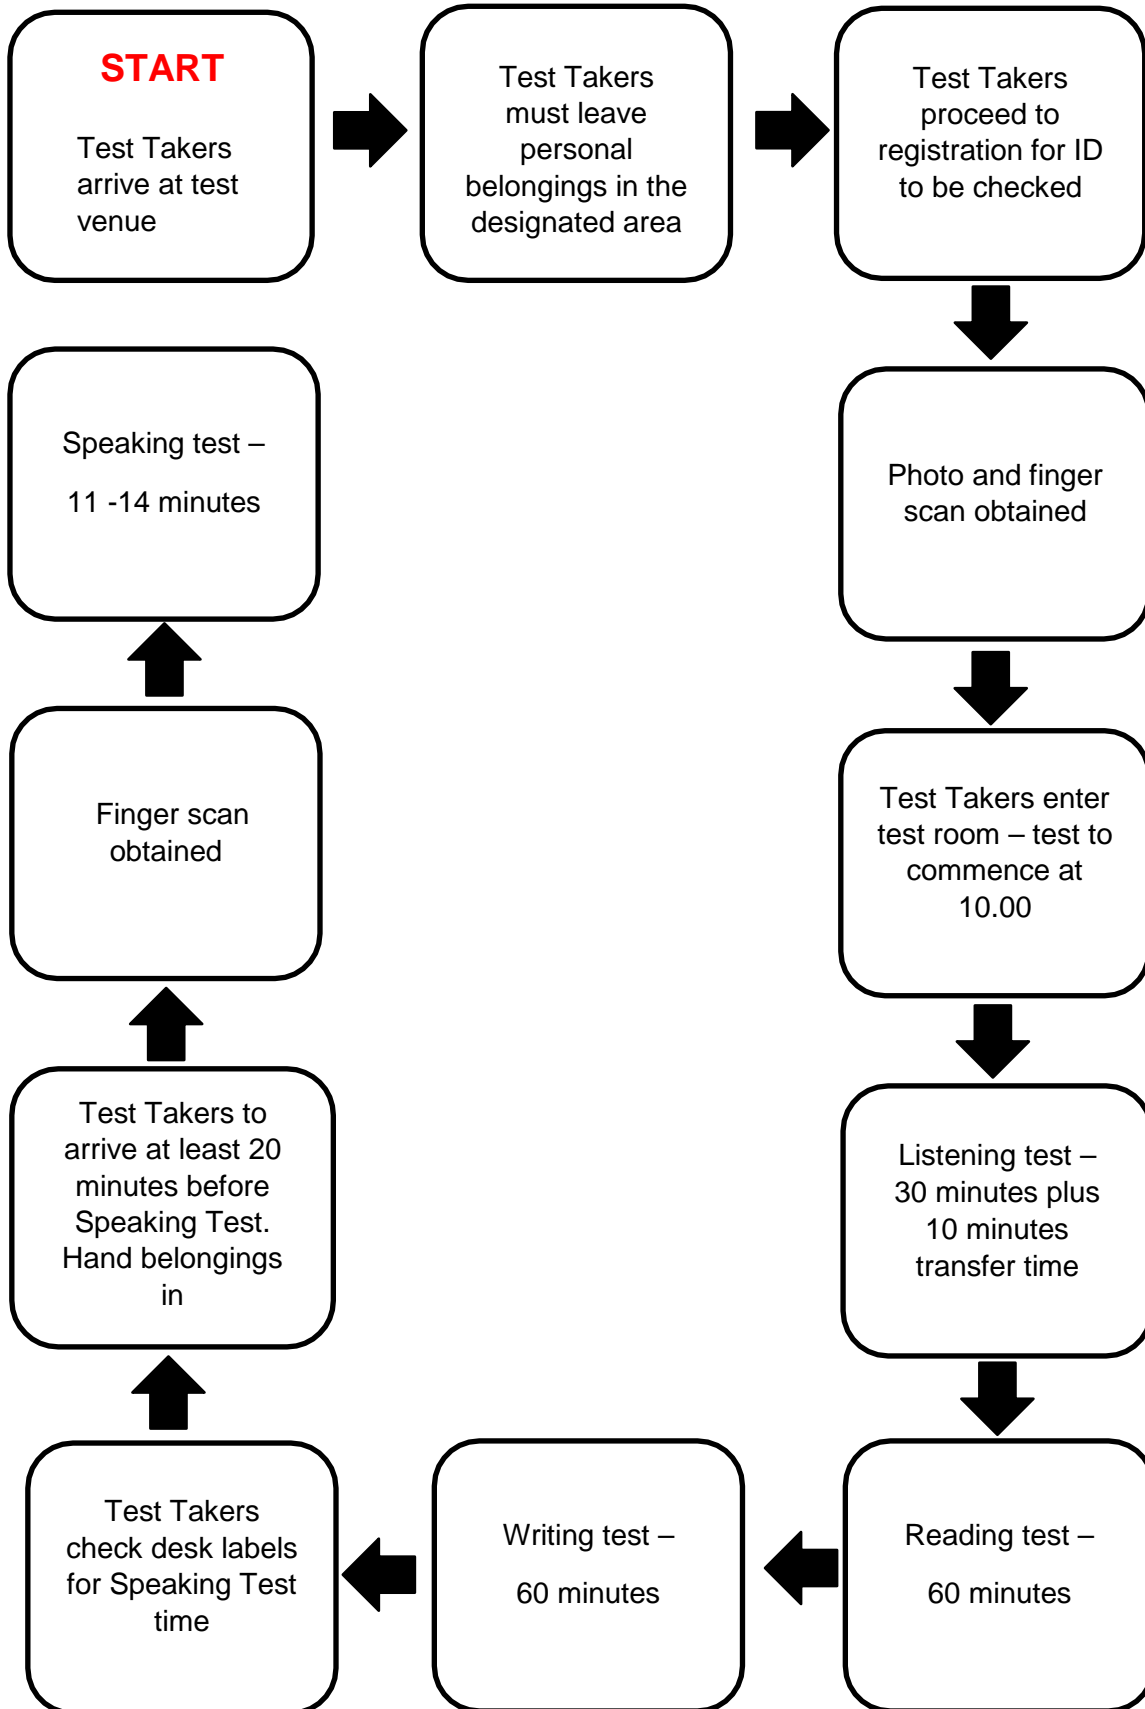 START
Test Takers
arrive at test
venue
Test Takers
must leave
personal
belongings in the
designated area
Test Takers
proceed to
registration for ID
to be checked
Photo and finger
scan obtained
Test Takers enter
test room – test to
commence at
10.00
Listening test –
30 minutes plus
10 minutes
transfer time
Reading test –
60 minutes
Writing test –
60 minutes
Test Takers
check desk labels
for Speaking Test
time
Test Takers to
arrive at least 20
minutes before
Speaking Test.
Hand belongings
in
Finger scan
obtained
Speaking test –
11 -14 minutes